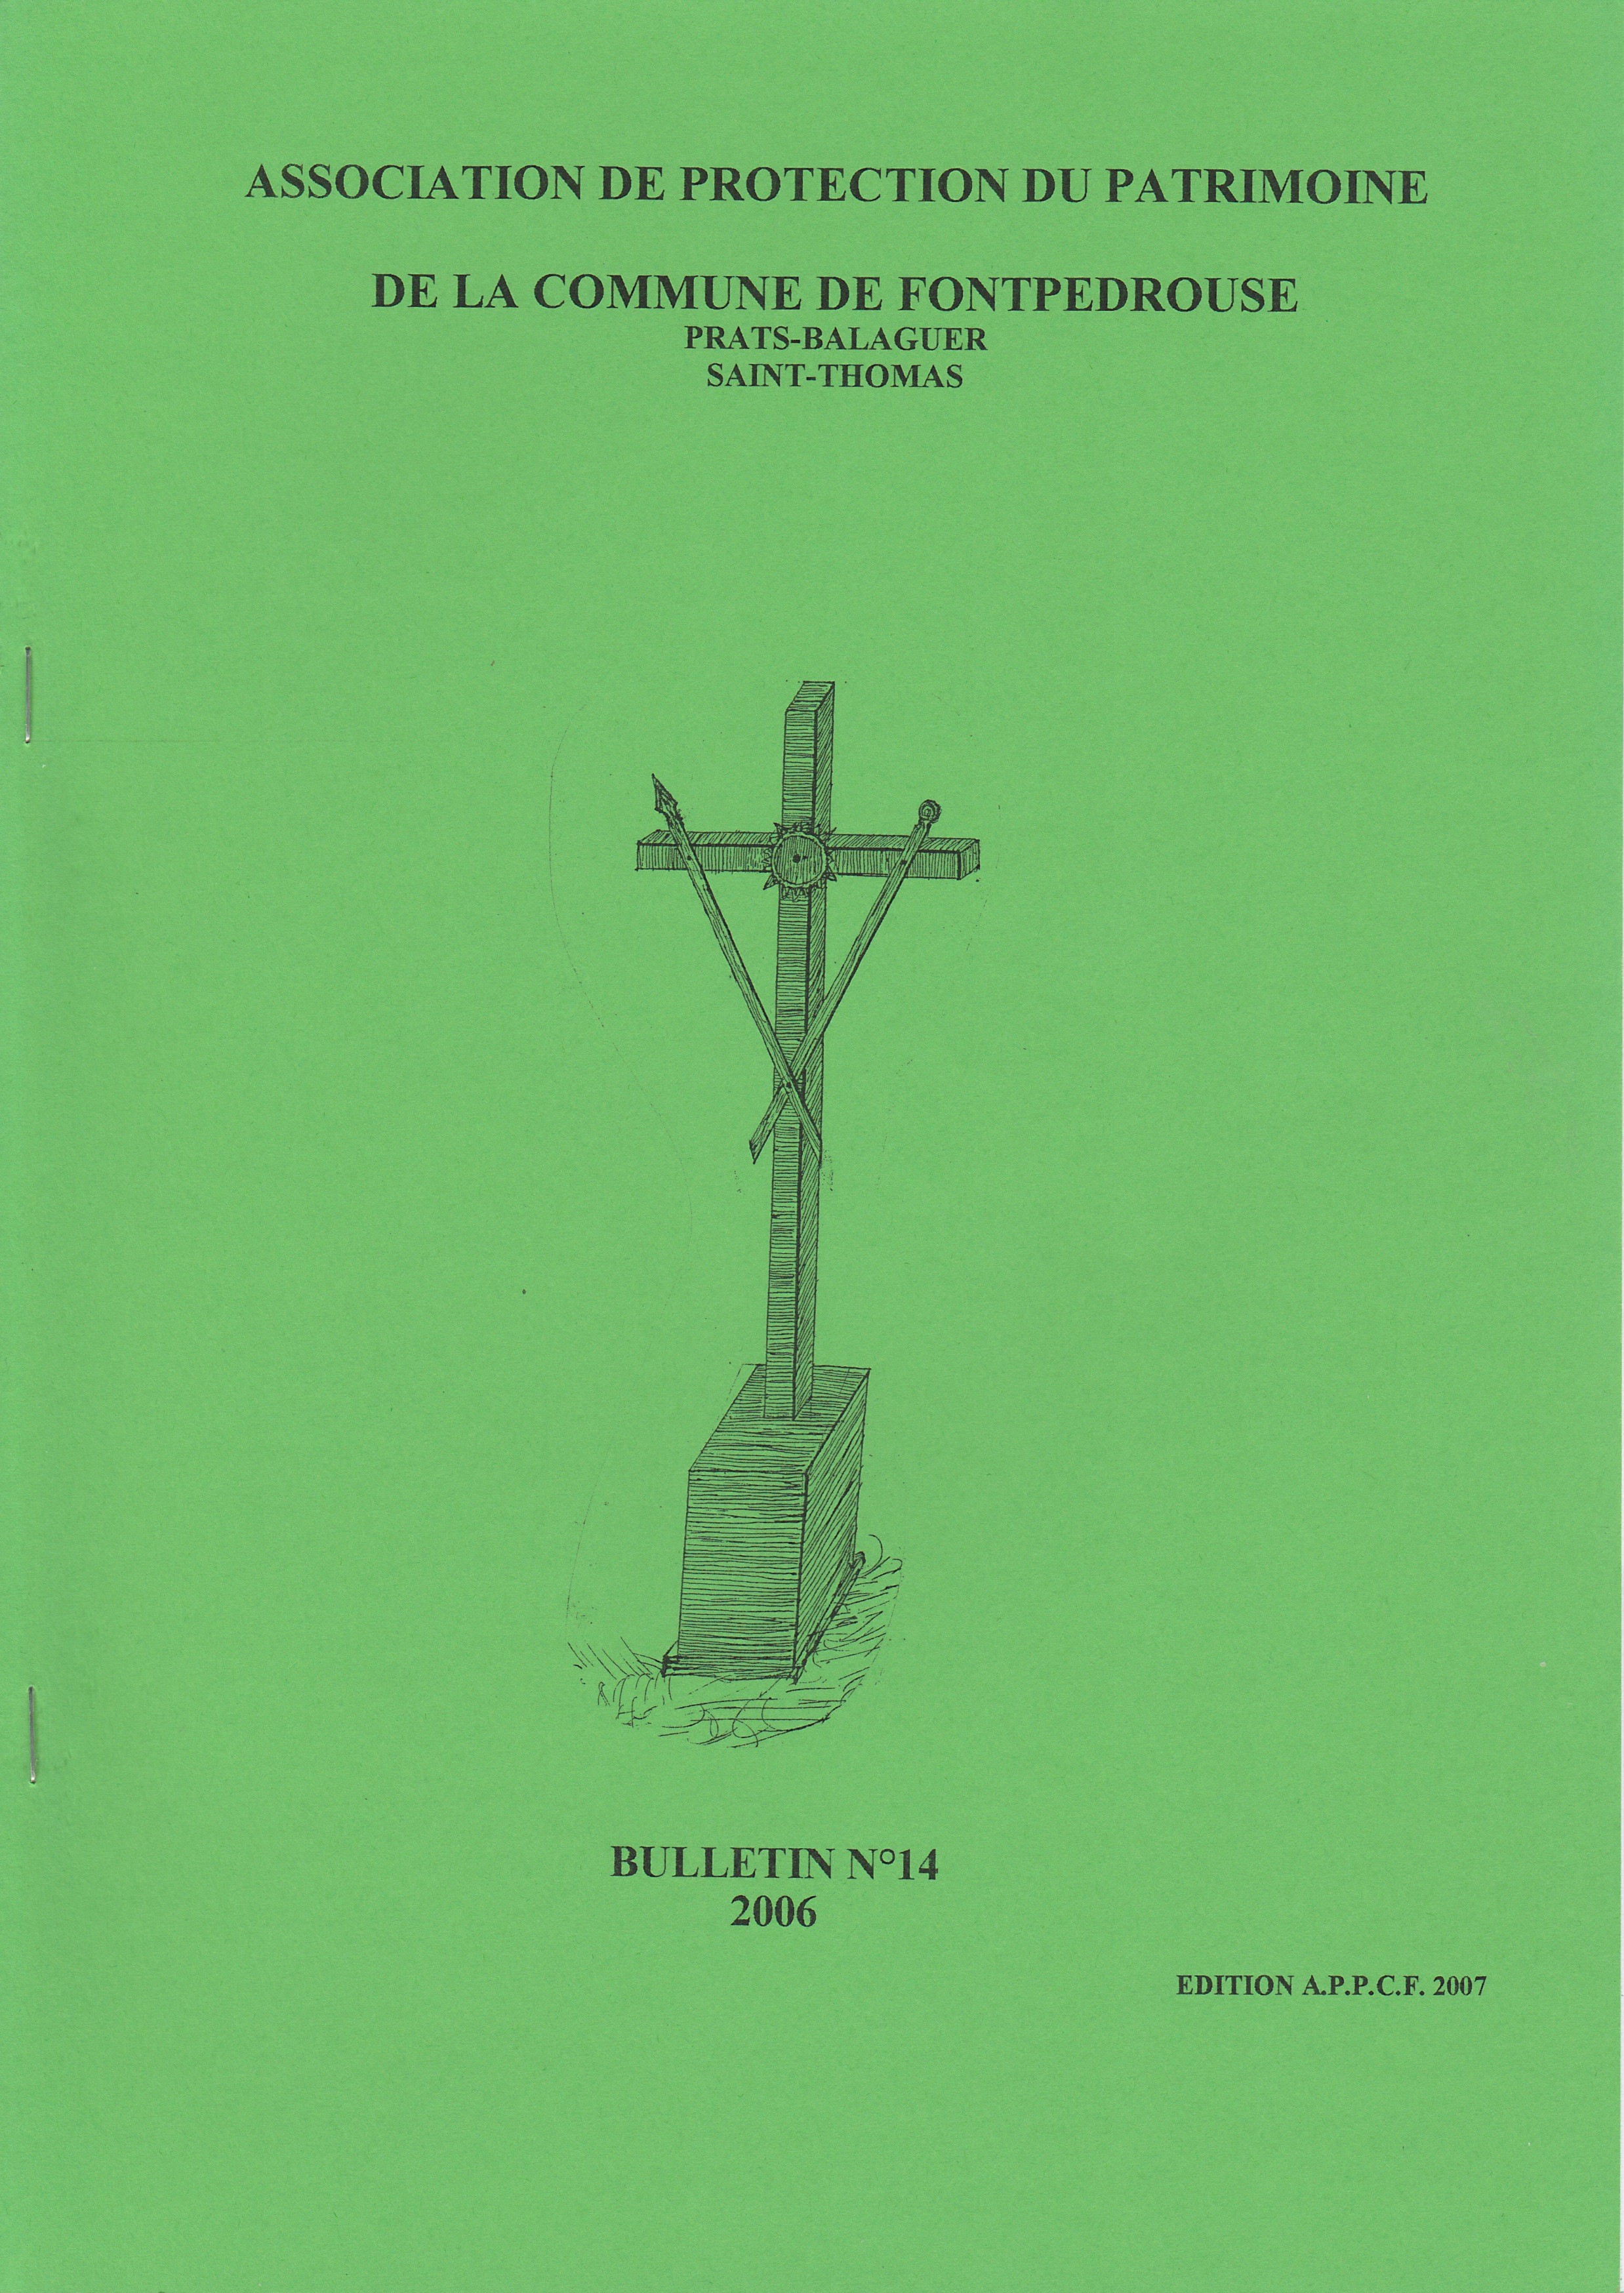 ASSOCIATION DE PROTECTION DU PATRIMOINE
DE LA COMMUNE DE FONTPEDROUSE
PRATS-BALAGUER
SAINT-THOMAS
BULLETIN N°14
2006
EDITION A.P.P.C.F. 2007